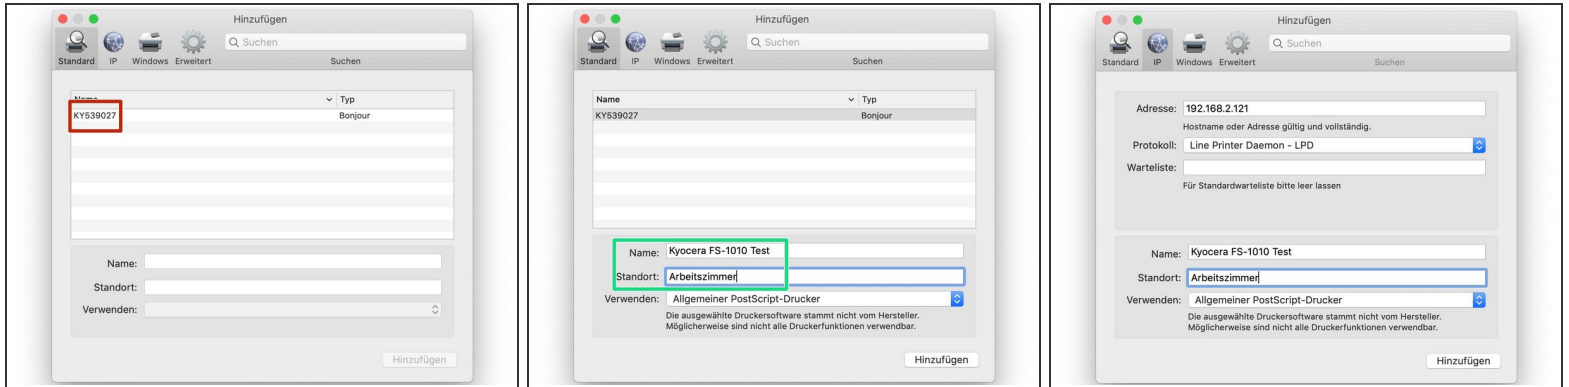 Hinzufügen
Suchen
Standard IP Windows Erweitert Suchen
Name Typ
KY539027 Bonjour
Name:
Standort:
Verwenden:
Hinzufügen
Hinzufügen
Suchen
Standard IP Windows Erweitert Suchen
Name Typ
KY539027 Bonjour
Name: Kyocera FS-1010 Test
Standort: Arbeitszimmer
Verwenden: Allgemeiner PostScript-Drucker
Die ausgewählte Druckersoftware stammt nicht vom Hersteller.
Möglicherweise sind nicht alle Druckerfunktionen verwendbar.
Hinzufügen
Hinzufügen
Suchen
Standard IP Windows Erweitert Suchen
Adresse: 192.168.2.121
Hostname oder Adresse gültig und vollständig.
Protokoll: Line Printer Daemon - LPD
Warteliste:
Für Standardwarteliste bitte leer lassen
Name: Kyocera FS-1010 Test
Standort: Arbeitszimmer
Verwenden: Allgemeiner PostScript-Drucker
Die ausgewählte Druckersoftware stammt nicht vom Hersteller.
Möglicherweise sind nicht alle Druckerfunktionen verwendbar.
Hinzufügen